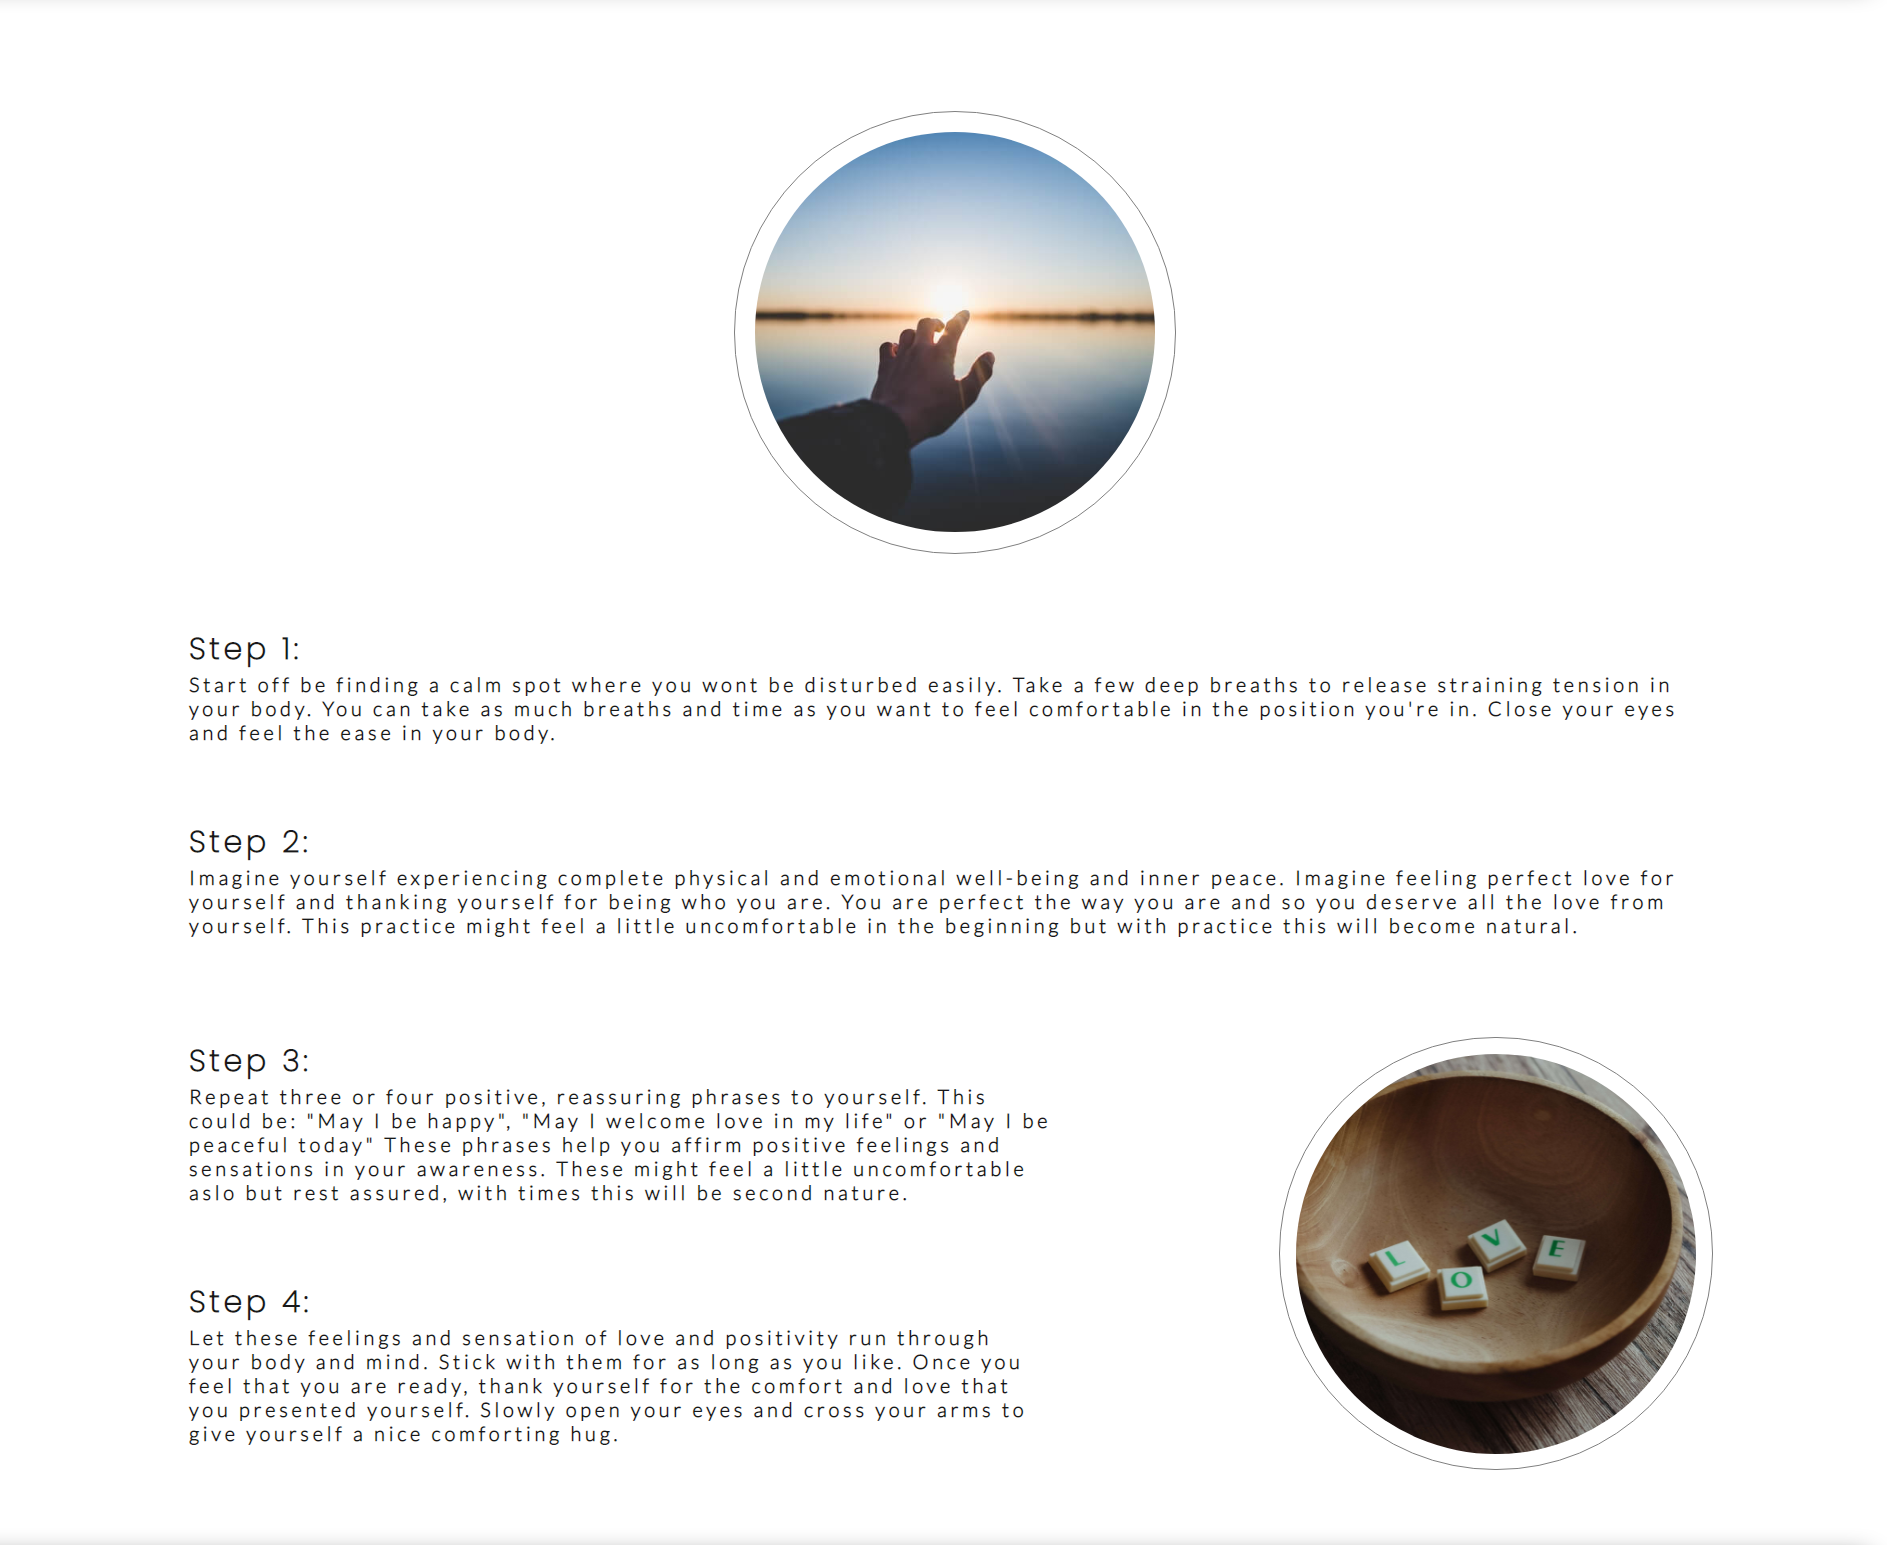 Step 1:
Start off be finding a calm spot where you wont be disturbed easily. Take a few deep breaths to release straining tension in
your body. You can take as much breaths and time as you want to feel comfortable in the position you're in. Close your eyes
and feel the ease in your body.
Step 2:
Imagine yourself experiencing complete physical and emotional well-being and inner peace. Imagine feeling perfect love for
yourself and thanking yourself for being who you are. You are perfect the way you are and so you deserve all the love from
yourself. This practice might feel a little uncomfortable in the beginning but with practice this will become natural.
Step 3:
Repeat three or four positive, reassuring phrases to yourself. This
could be: "May I be happy", "May I welcome love in my life" or "May I be
peaceful today" These phrases help you affirm positive feelings and
sensations in your awareness. These might feel a little uncomfortable
aslo but rest assured, with times this will be second nature.
L O V E
Step 4:
Let these feelings and sensation of love and positivity run through
your body and mind. Stick with them for as long as you like. Once you
feel that you are ready, thank yourself for the comfort and love that
you presented yourself. Slowly open your eyes and cross your arms to
give yourself a nice comforting hug.